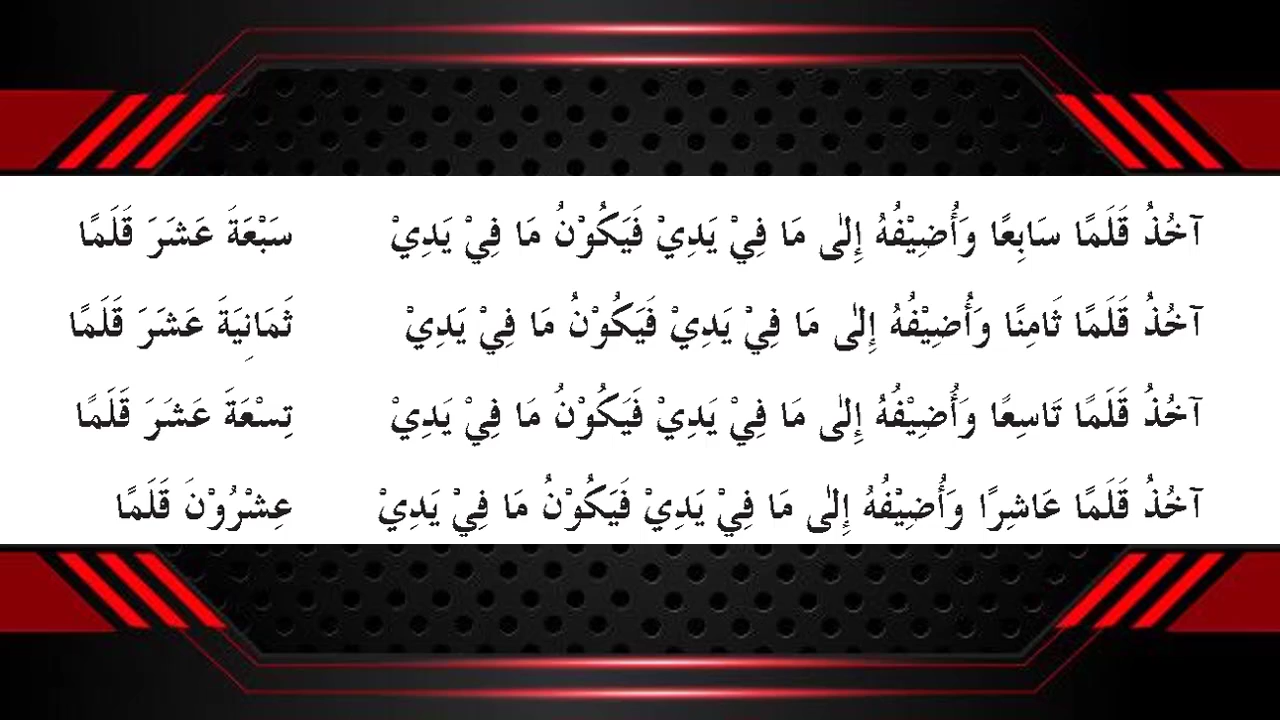 آخُذُ قَلَمًا سَابِعًا وَأُضِيْفُهُ إِلٰى مَا فِيْ يَدِيْ فَيَكُوْنُ مَا فِيْ يَدِيْ سَبْعَةَ عَشَرَ قَلَمًا
آخُذُ قَلَمًا ثَامِنًا وَأُضِيْفُهُ إِلٰى مَا فِيْ يَدِيْ فَيَكُوْنُ مَا فِيْ يَدِيْ ثَمَانِيَةَ عَشَرَ قَلَمًا
آخُذُ قَلَمًا تَاسِعًا وَأُضِيْفُهُ إِلٰى مَا فِيْ يَدِيْ فَيَكُوْنُ مَا فِيْ يَدِيْ تِسْعَةَ عَشَرَ قَلَمًا
آخُذُ قَلَمًا عَاشِرًا وَأُضِيْفُهُ إِلٰى مَا فِيْ يَدِيْ فَيَكُوْنُ مَا فِيْ يَدِيْ عِشْرُوْنَ قَلَمًا